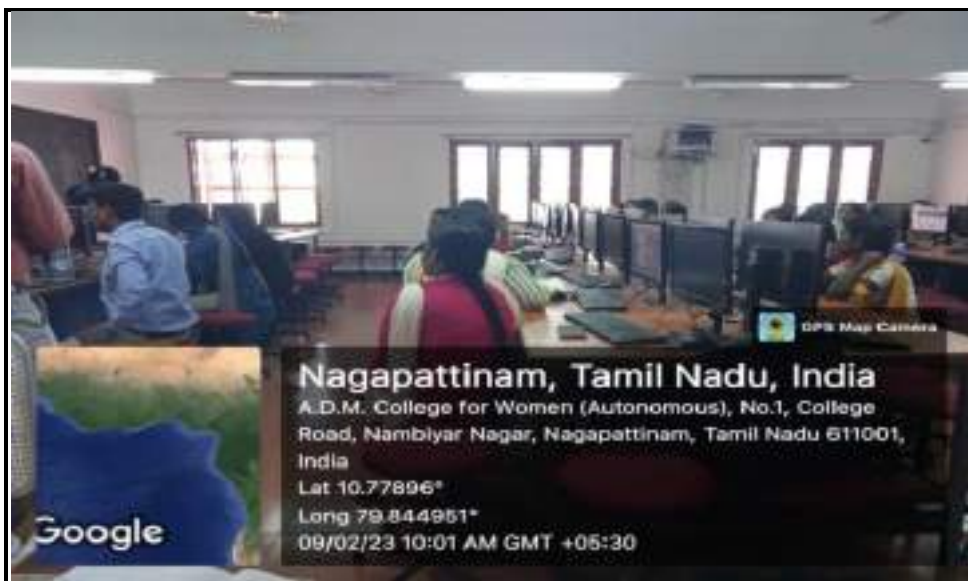 GPS Map Camera
Nagapattinam, Tamil Nadu, India
A.D.M. College for Women (Autonomous), No.1, College
Road, Nambiyar Nagar, Nagapattinam, Tamil Nadu 611001,
India
Lat 10.77896°
Long 79.844951°
09/02/23 10:01 AM GMT +05:30
Google